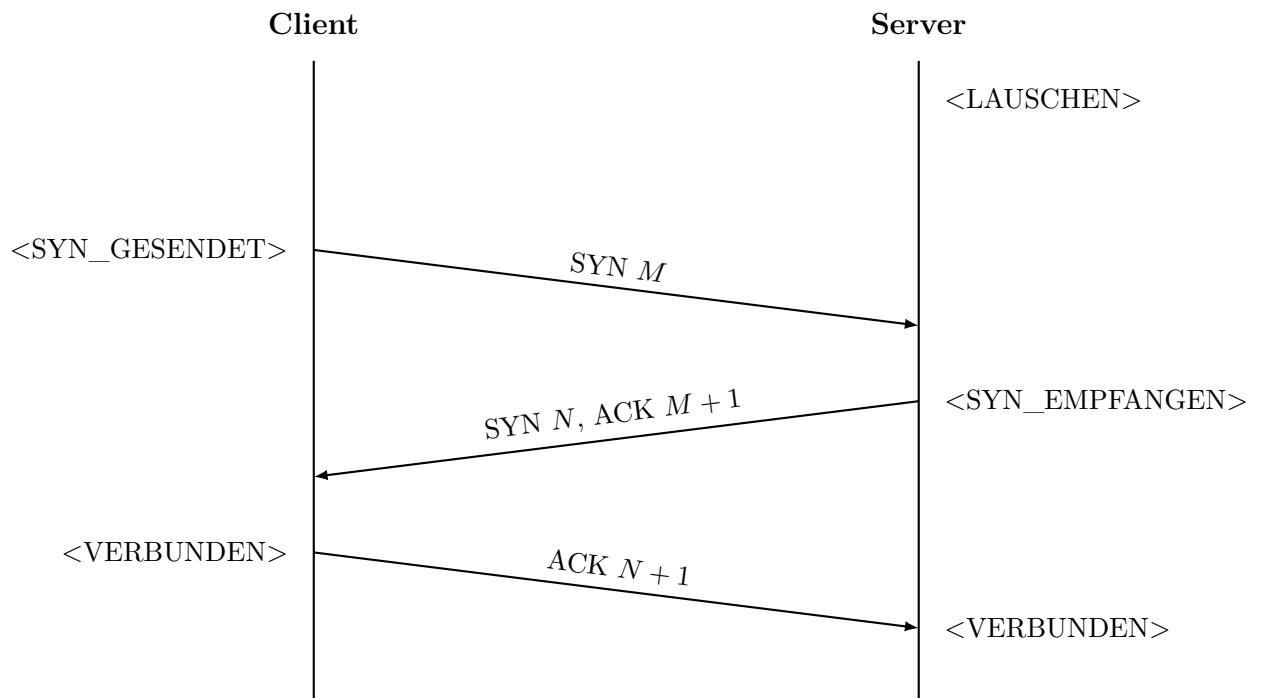 Client
Server
<LAUSCHEN>
<SYN_GESENDET>
SYN M
SYN N, ACK M + 1
<SYN_EMPFANGEN>
<VERBUNDEN>
ACK N + 1
<VERBUNDEN>